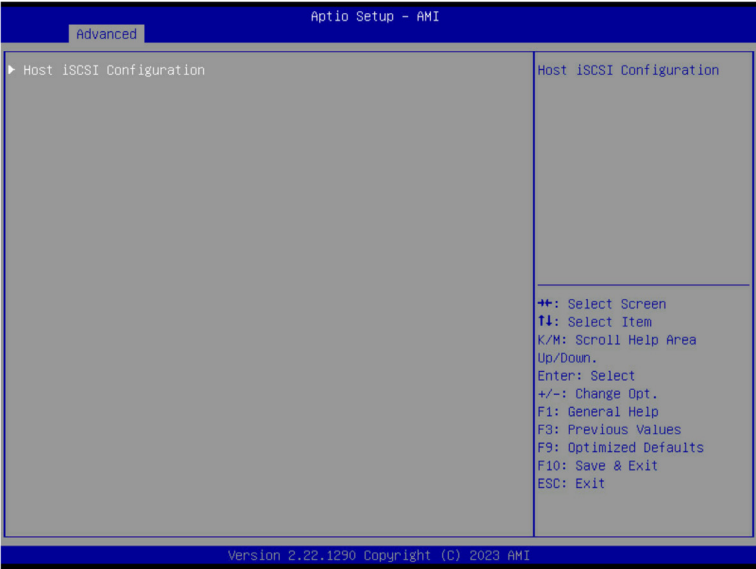 Aptio Setup – AMI
Advanced
▶ Host iSCSI Configuration
Host iSCSI Configuration
→←: Select Screen
↑↓: Select Item
K/M: Scroll Help Area
Up/Down.
Enter: Select
+/-: Change Opt.
F1: General Help
F3: Previous Values
F9: Optimized Defaults
F10: Save & Exit
ESC: Exit
Version 2.22.1290 Copyright (C) 2023 AMI